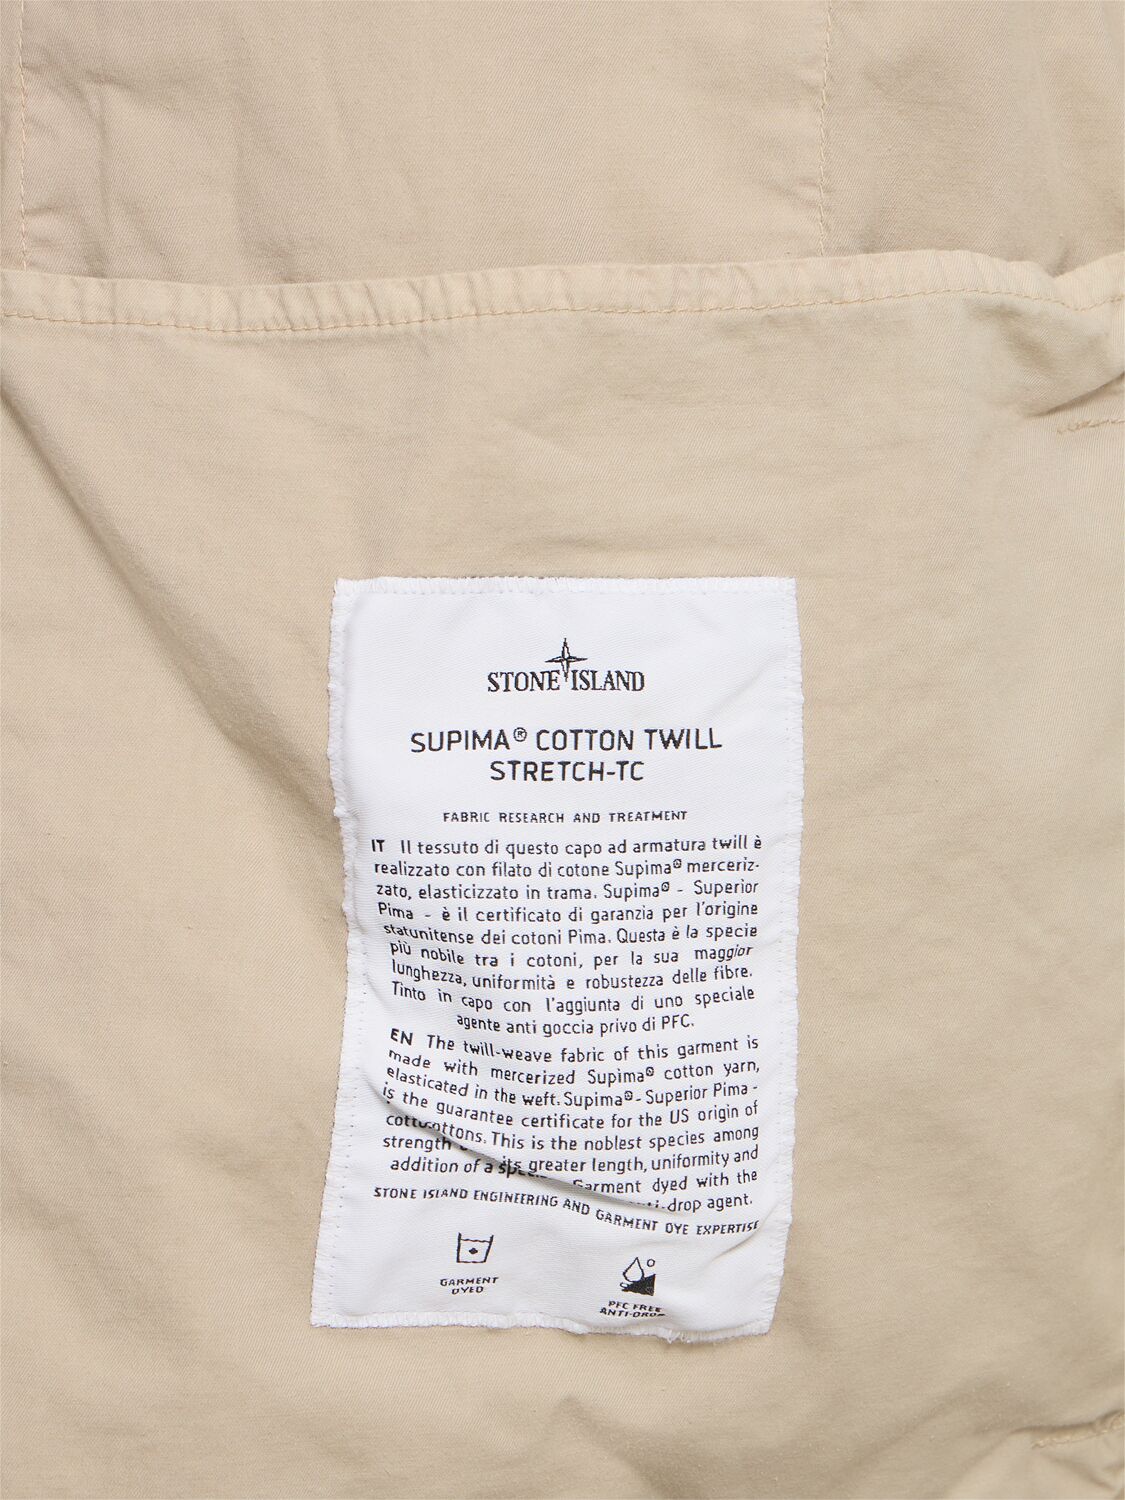 STONE ISLAND
SUPIMA® COTTON TWILL
STRETCH-TC
FABRIC RESEARCH AND TREATMENT
IT Il tessuto di questo capo ad armatura twill è
realizzato con filato di cotone Supima® merceriz-
zato, elasticizzato in trama. Supima® - Superior
Pima - è il certificato di garanzia per l'origine
statunitense dei cotoni Pima. Questa è la specie
più nobile tra i cotoni, per la sua maggior
lunghezza, uniformità e robustezza delle fibre.
Tinto in capo con l'aggiunta di uno speciale
agente anti goccia privo di PFC.
EN The twill-weave fabric of this garment is
made with mercerized Supima® cotton yarn,
elasticated in the weft. Supima® - Superior Pima -
is the guarantee certificate for the US origin of
cottons. This is the noblest species among
strength its greater length, uniformity and
addition of a Garment dyed with the
anti-drop agent.
STONE ISLAND ENGINEERING AND GARMENT DYE EXPERTISE
GARMENT
DYED
PFC FREE
ANTI-DROP